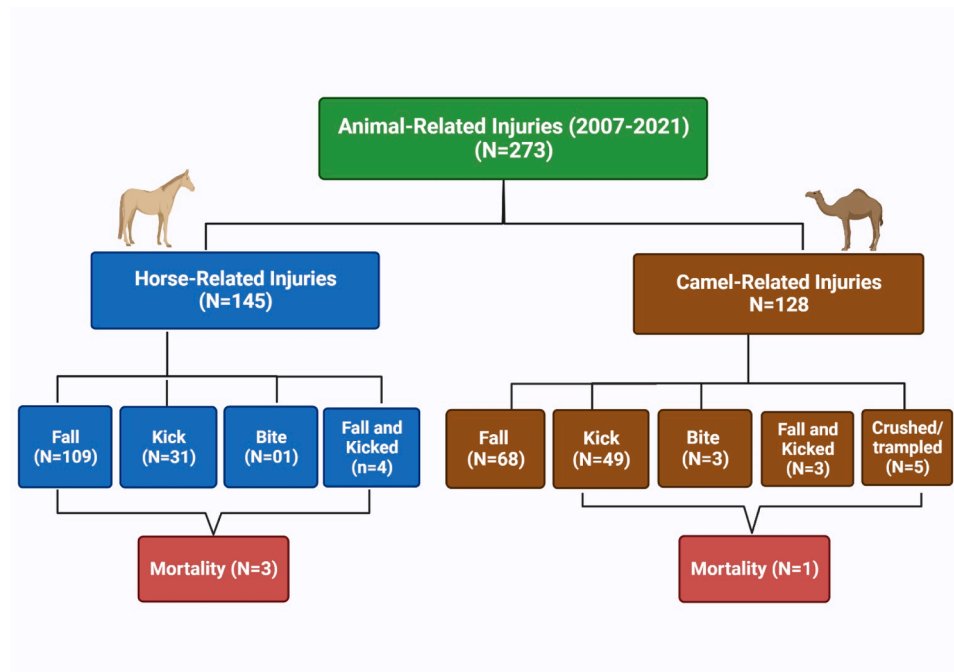 Animal-Related Injuries (2007-2021)
(N=273)
Horse-Related Injuries
(N=145)
Camel-Related Injuries
N=128
Fall
(N=109)
Kick
(N=31)
Bite
(N=01)
Fall and
Kicked
(n=4)
Fall
(N=68)
Kick
(N=49)
Bite
(N=3)
Fall and
Kicked
(N=3)
Crushed/
trampled
(N=5)
Mortality (N=3)
Mortality (N=1)